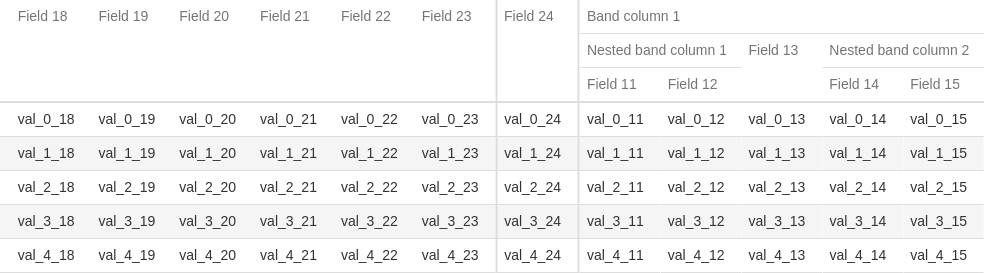 Field 18 Field 19 Field 20 Field 21 Field 22 Field 23 Field 24 Band column 1
Nested band column 1 Field 13 Nested band column 2
Field 11 Field 12 Field 14 Field 15
val_0_18 val_0_19 val_0_20 val_0_21 val_0_22 val_0_23 val_0_24 val_0_11 val_0_12 val_0_13 val_0_14 val_0_15
val_1_18 val_1_19 val_1_20 val_1_21 val_1_22 val_1_23 val_1_24 val_1_11 val_1_12 val_1_13 val_1_14 val_1_15
val_2_18 val_2_19 val_2_20 val_2_21 val_2_22 val_2_23 val_2_24 val_2_11 val_2_12 val_2_13 val_2_14 val_2_15
val_3_18 val_3_19 val_3_20 val_3_21 val_3_22 val_3_23 val_3_24 val_3_11 val_3_12 val_3_13 val_3_14 val_3_15
val_4_18 val_4_19 val_4_20 val_4_21 val_4_22 val_4_23 val_4_24 val_4_11 val_4_12 val_4_13 val_4_14 val_4_15